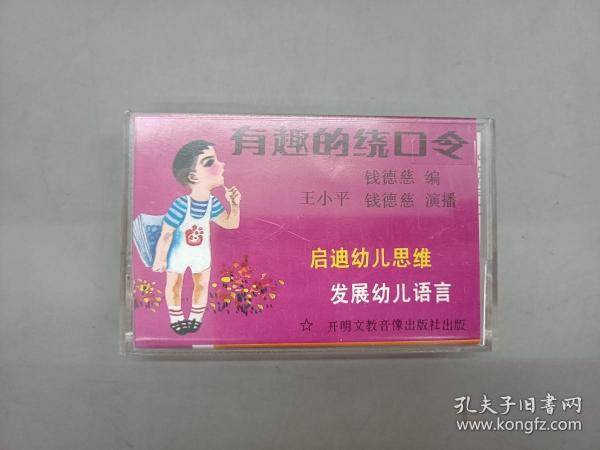 有趣的绕口令
钱德慈 编
王小平 钱德慈 演播
启迪幼儿思维
发展幼儿语言
☆ 开明文教音像出版社出版
孔夫子旧书网
www.kongfz.com